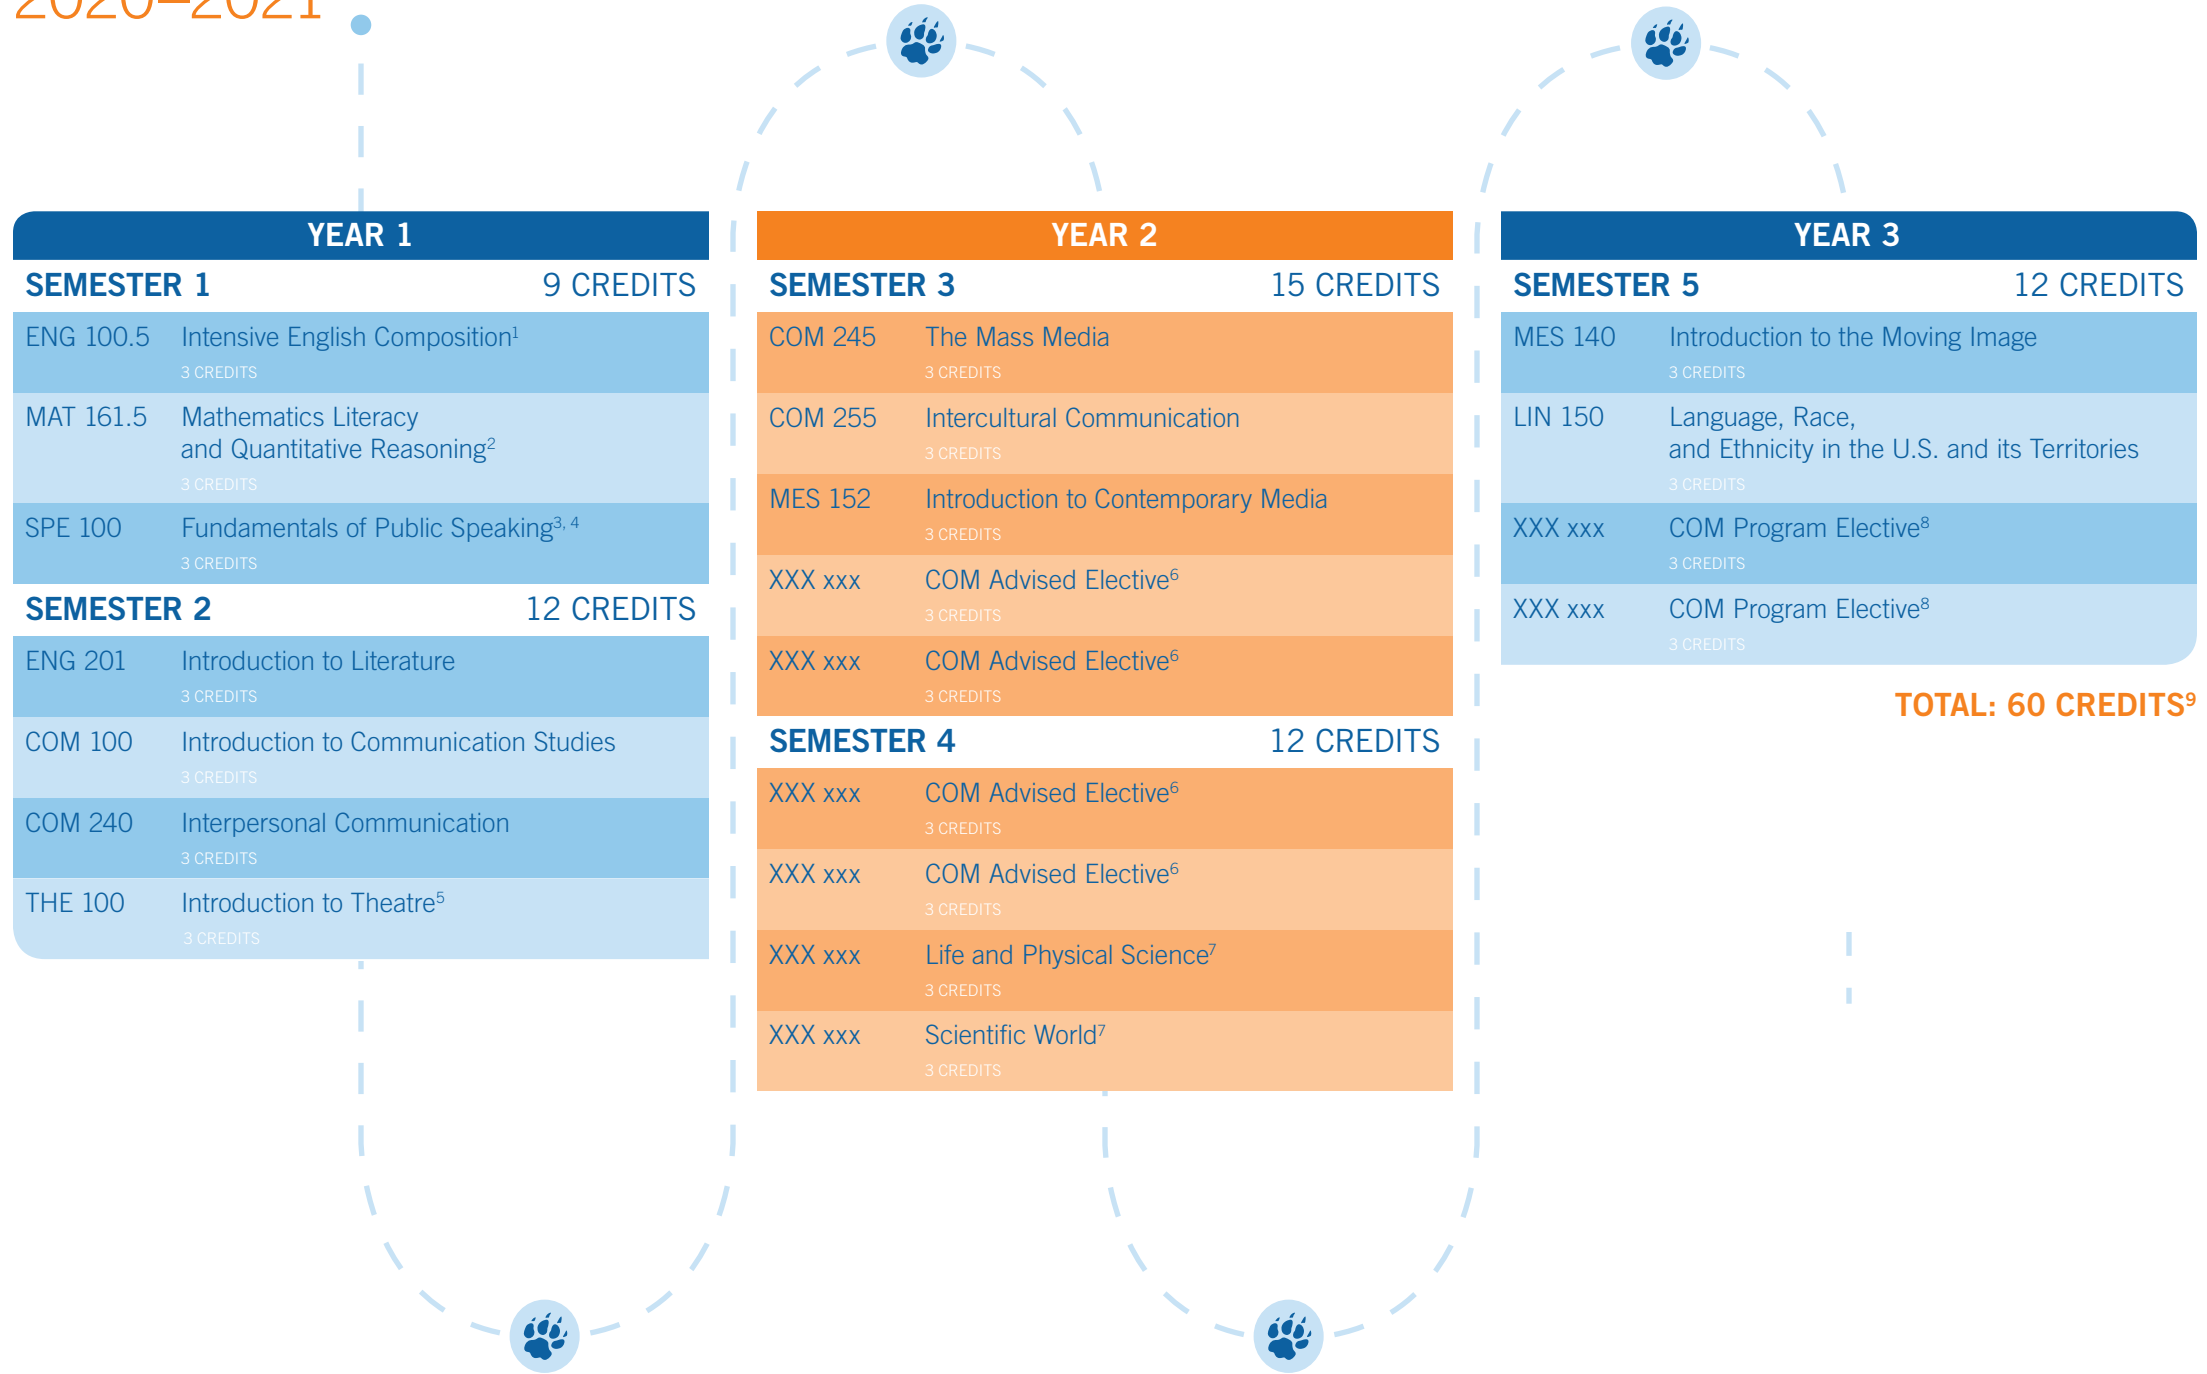 2020–2021
YEAR 1
SEMESTER 1 9 CREDITS
ENG 100.5 Intensive English Composition¹
3 CREDITS
MAT 161.5 Mathematics Literacy
and Quantitative Reasoning²
3 CREDITS
SPE 100 Fundamentals of Public Speaking³, ⁴
3 CREDITS
SEMESTER 2 12 CREDITS
ENG 201 Introduction to Literature
3 CREDITS
COM 100 Introduction to Communication Studies
3 CREDITS
COM 240 Interpersonal Communication
3 CREDITS
THE 100 Introduction to Theatre⁵
3 CREDITS
YEAR 2
SEMESTER 3 15 CREDITS
COM 245 The Mass Media
3 CREDITS
COM 255 Intercultural Communication
3 CREDITS
MES 152 Introduction to Contemporary Media
3 CREDITS
XXX xxx COM Advised Elective⁶
3 CREDITS
XXX xxx COM Advised Elective⁶
3 CREDITS
SEMESTER 4 12 CREDITS
XXX xxx COM Advised Elective⁶
3 CREDITS
XXX xxx COM Advised Elective⁶
3 CREDITS
XXX xxx Life and Physical Science⁷
3 CREDITS
XXX xxx Scientific World⁷
3 CREDITS
YEAR 3
SEMESTER 5 12 CREDITS
MES 140 Introduction to the Moving Image
3 CREDITS
LIN 150 Language, Race,
and Ethnicity in the U.S. and its Territories
3 CREDITS
XXX xxx COM Program Elective⁸
3 CREDITS
XXX xxx COM Program Elective⁸
3 CREDITS
TOTAL: 60 CREDITS⁹